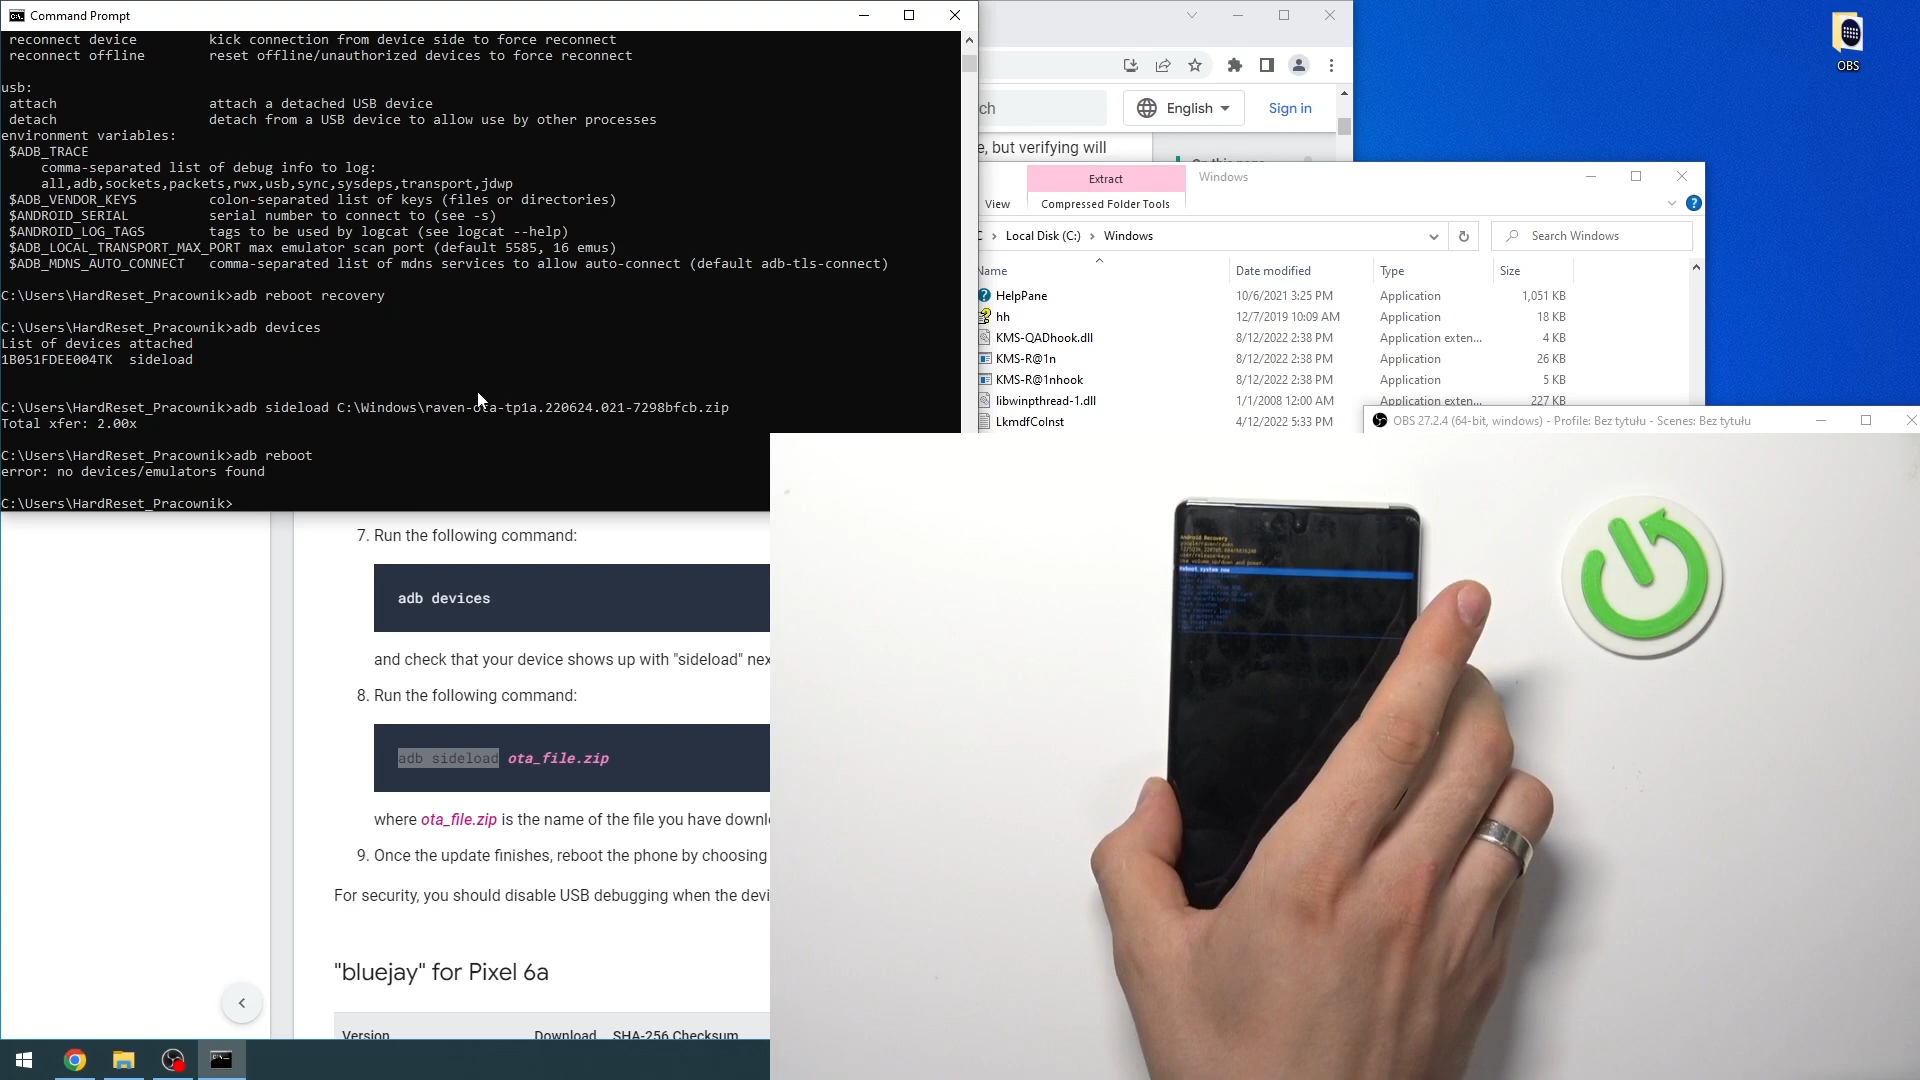 Command Prompt
reconnect device kick connection from device side to force reconnect
reconnect offline reset offline/unauthorized devices to force reconnect
usb:
attach attach a detached USB device
detach detach from a USB device to allow use by other processes
environment variables:
$ADB_TRACE
comma-separated list of debug info to log:
all,adb,sockets,packets,rwx,usb,sync,sysdeps,transport,jdwp
$ADB_VENDOR_KEYS colon-separated list of keys (files or directories)
$ANDROID_SERIAL serial number to connect to (see -s)
$ANDROID_LOG_TAGS tags to be used by logcat (see logcat --help)
$ADB_LOCAL_TRANSPORT_MAX_PORT max emulator scan port (default 5585, 16 emus)
$ADB_MDNS_AUTO_CONNECT comma-separated list of mdns services to allow auto-connect (default adb-tls-connect)
C:\Users\HardReset_Pracownik>adb reboot recovery
C:\Users\HardReset_Pracownik>adb devices
List of devices attached
1B051FDEE004TK sideload
C:\Users\HardReset_Pracownik>adb sideload C:\Windows\raven-ota-tp1a.220624.021-7298bfcb.zip
Total xfer: 2.00x
C:\Users\HardReset_Pracownik>adb reboot
error: no devices/emulators found
C:\Users\HardReset_Pracownik>
ch
English
Sign in
e, but verifying will
OBS
Extract
Windows
View
Compressed Folder Tools
Local Disk (C:) Windows
Search Windows
Name Date modified Type Size
HelpPane 10/6/2021 3:25 PM Application 1,051 KB
hh 12/7/2019 10:09 AM Application 18 KB
KMS-QADhook.dll 8/12/2022 2:38 PM Application exten... 4 KB
KMS-R@1n 8/12/2022 2:38 PM Application 26 KB
KMS-R@1nhook 8/12/2022 2:38 PM Application 5 KB
libwinpthread-1.dll 1/1/2008 12:00 AM Application exten... 227 KB
LkmdfCoInst 4/12/2022 5:33 PM
OBS 27.2.4 (64-bit, windows) - Profile: Bez tytułu - Scenes: Bez tytułu
7. Run the following command:
adb devices
and check that your device shows up with "sideload" nex
8. Run the following command:
adb sideload ota_file.zip
where ota_file.zip is the name of the file you have downl
9. Once the update finishes, reboot the phone by choosing
For security, you should disable USB debugging when the devi
"bluejay" for Pixel 6a
Version Download SHA-256 Checksum
Android Recovery
Reboot system now